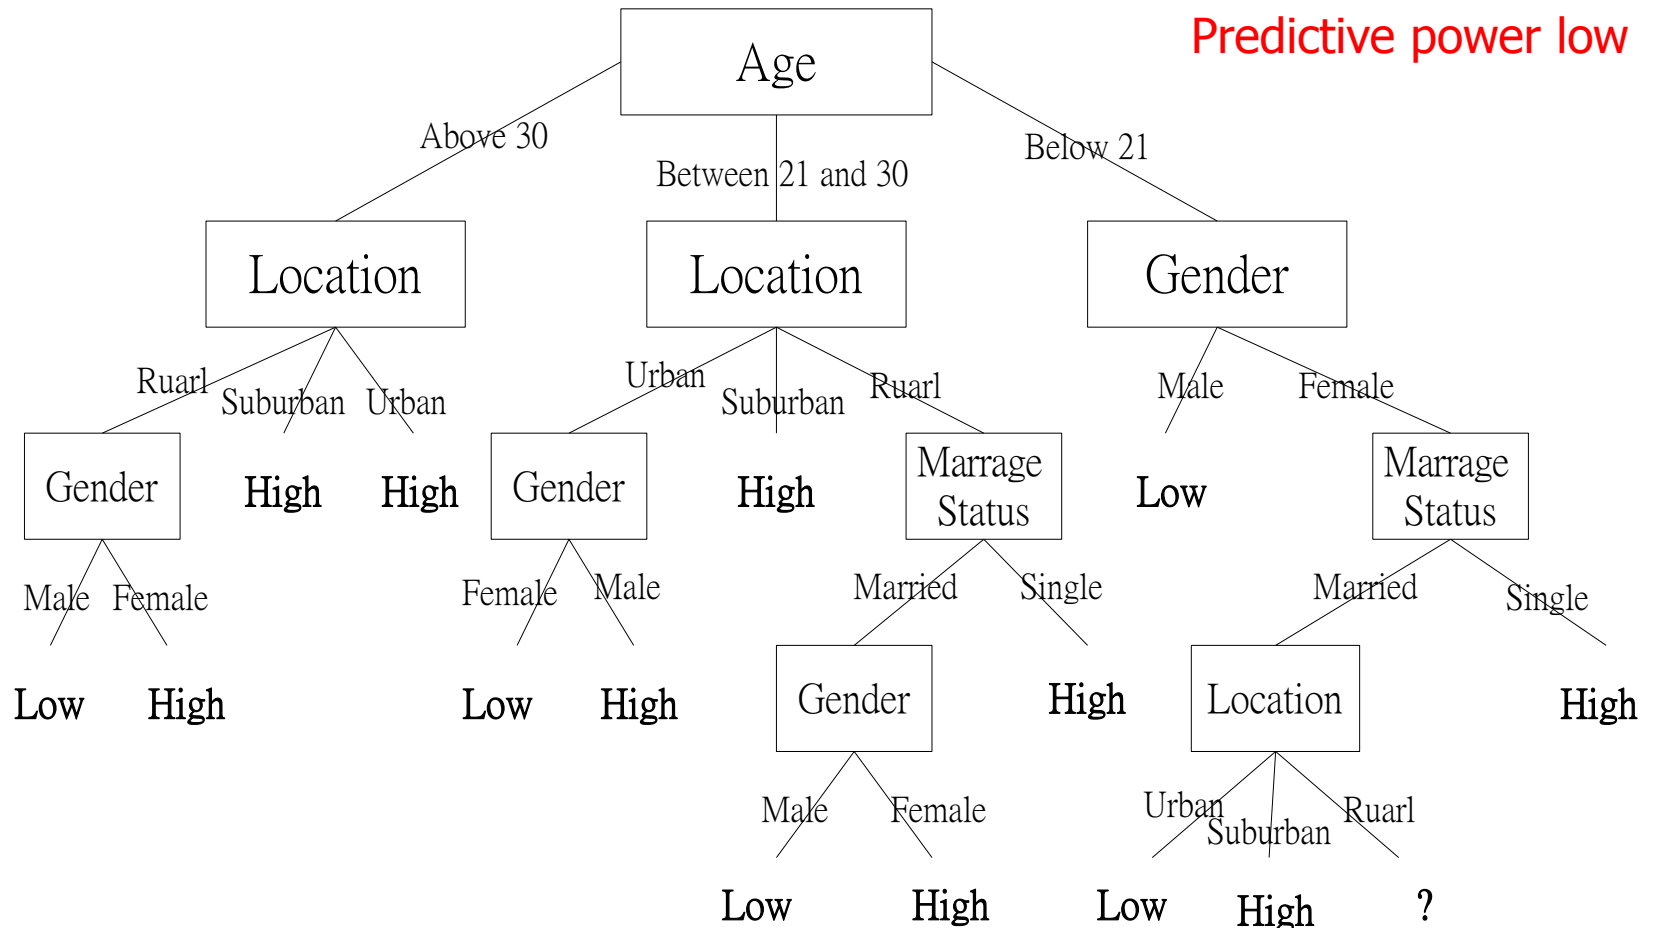 Predictive power low
Age
Above 30
Between 21 and 30
Below 21
Location
Location
Gender
Ruarl
Suburban
Urban
Urban
Suburban
Ruarl
Male
Female
Gender
High
High
Gender
High
Marrage
Status
Low
Marrage
Status
Male
Female
Female
Male
Married
Single
Married
Single
Low
High
Low
High
Gender
High
Location
High
Male
Female
Urban
Suburban
Ruarl
Low
High
Low
High
?